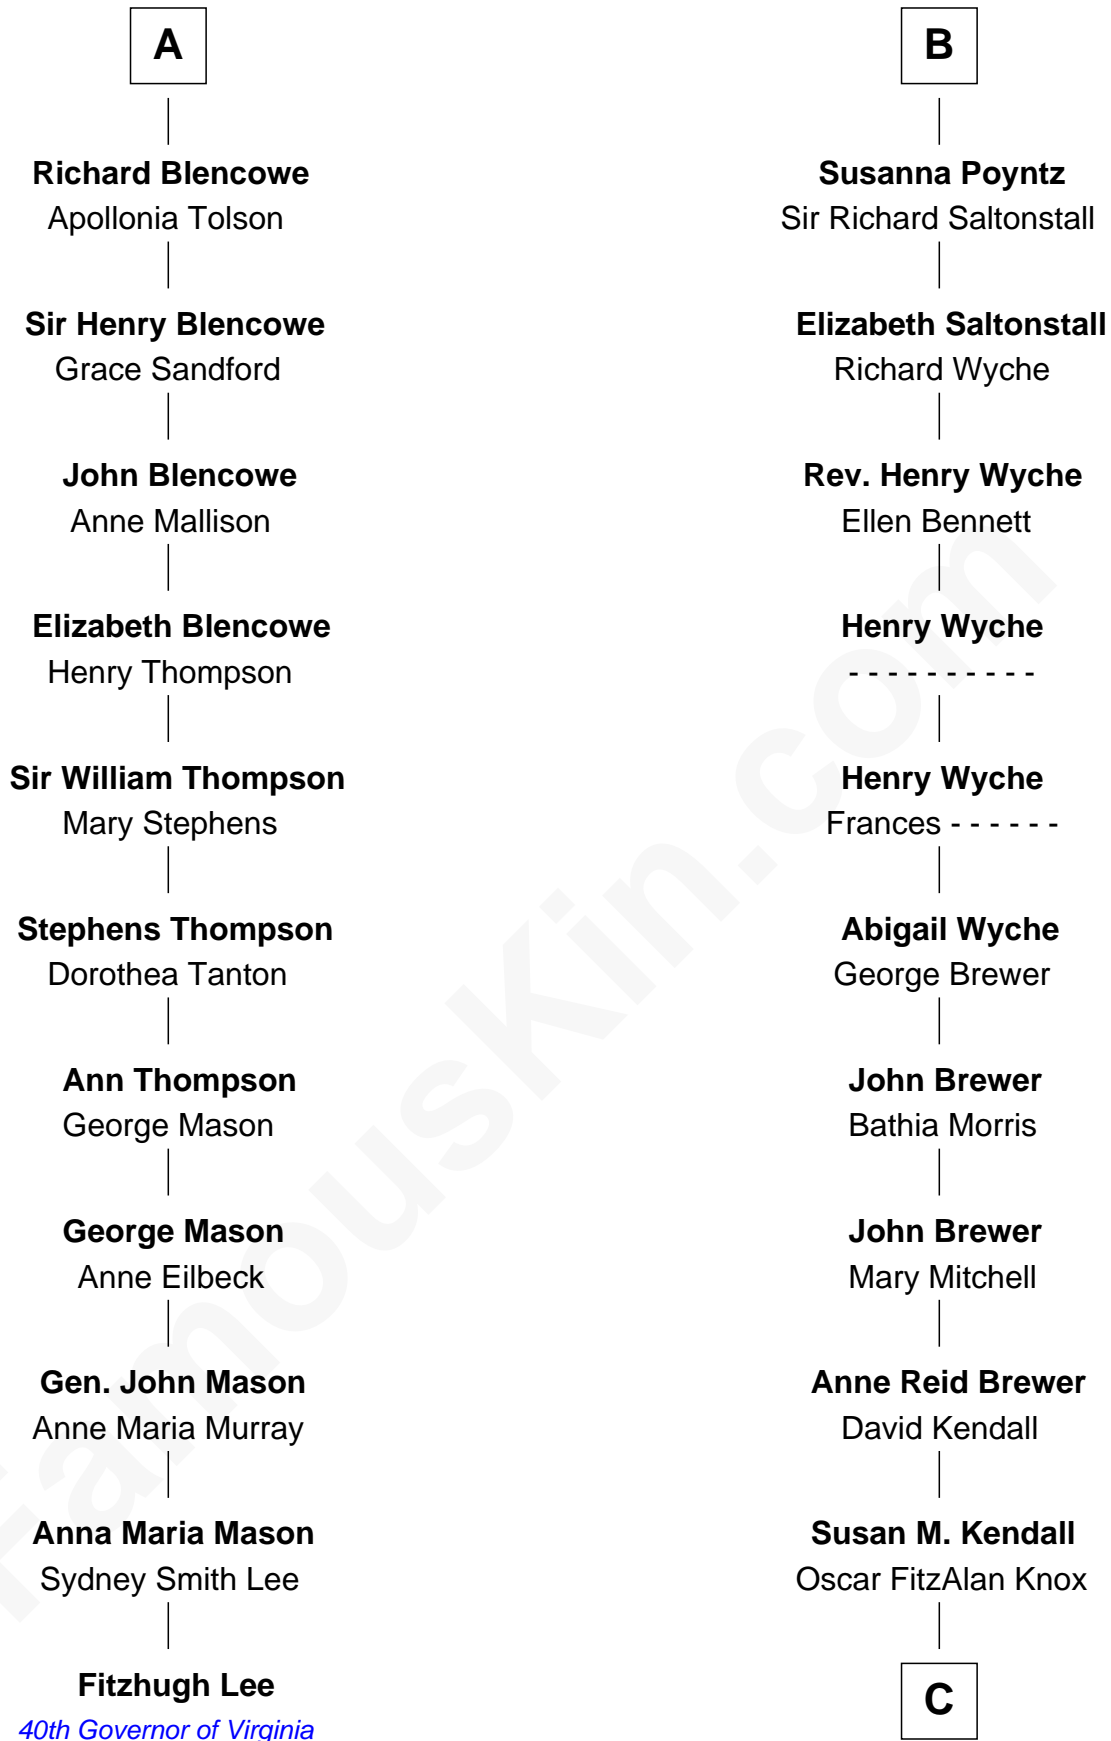 A
Richard Blencowe
Apollonia Tolson
Sir Henry Blencowe
Grace Sandford
John Blencowe
Anne Mallison
Elizabeth Blencowe
Henry Thompson
Sir William Thompson
Mary Stephens
Stephens Thompson
Dorothea Tanton
Ann Thompson
George Mason
George Mason
Anne Eilbeck
Gen. John Mason
Anne Maria Murray
Anna Maria Mason
Sydney Smith Lee
Fitzhugh Lee
40th Governor of Virginia
B
Susanna Poyntz
Sir Richard Saltonstall
Elizabeth Saltonstall
Richard Wyche
Rev. Henry Wyche
Ellen Bennett
Henry Wyche
- - - - - - - - - -
Henry Wyche
Frances - - - - - -
Abigail Wyche
George Brewer
John Brewer
Bathia Morris
John Brewer
Mary Mitchell
Anne Reid Brewer
David Kendall
Susan M. Kendall
Oscar FitzAlan Knox
C
FamousKin.com